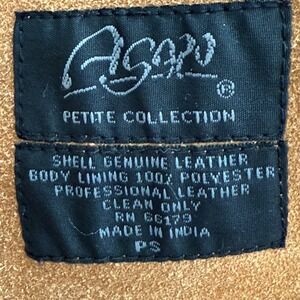 ®
PETITE COLLECTION
SHELL GENUINE LEATHER
BODY LINING 100% POLYESTER
PROFESSIONAL LEATHER
CLEAN ONLY
RN 66179
MADE IN INDIA
PS